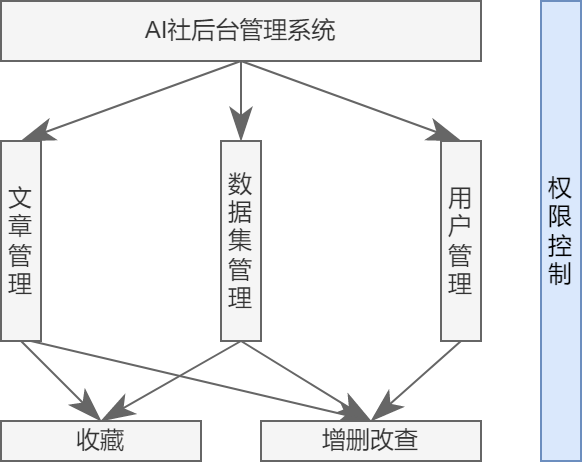 AI社后台管理系统
文章管理
数据集管理
用户管理
权限控制
收藏
增删改查